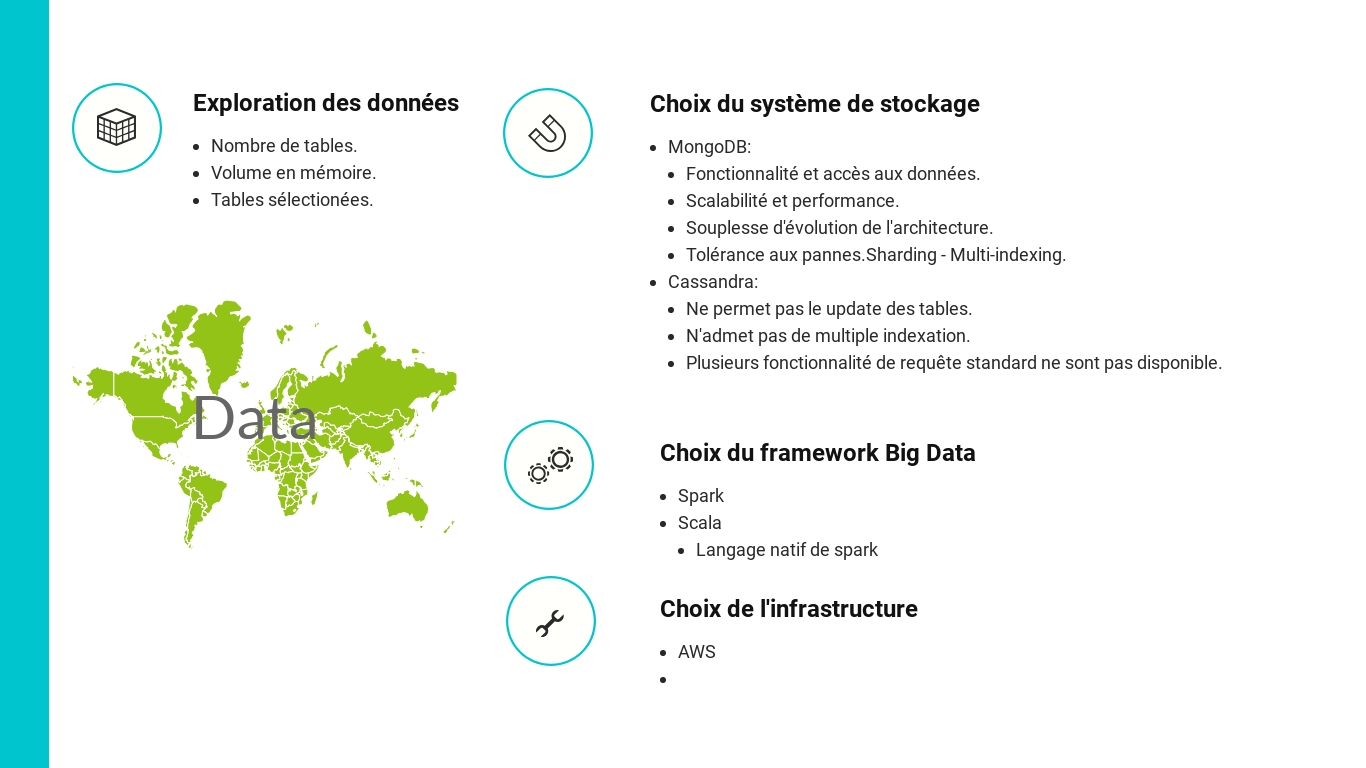 Exploration des données
Nombre de tables.
Volume en mémoire.
Tables sélectionées.
Data
Choix du système de stockage
MongoDB:
Fonctionnalité et accès aux données.
Scalabilité et performance.
Souplesse d'évolution de l'architecture.
Tolérance aux pannes.Sharding - Multi-indexing.
Cassandra:
Ne permet pas le update des tables.
N'admet pas de multiple indexation.
Plusieurs fonctionnalité de requête standard ne sont pas disponible.
Choix du framework Big Data
Spark
Scala
Langage natif de spark
Choix de l'infrastructure
AWS